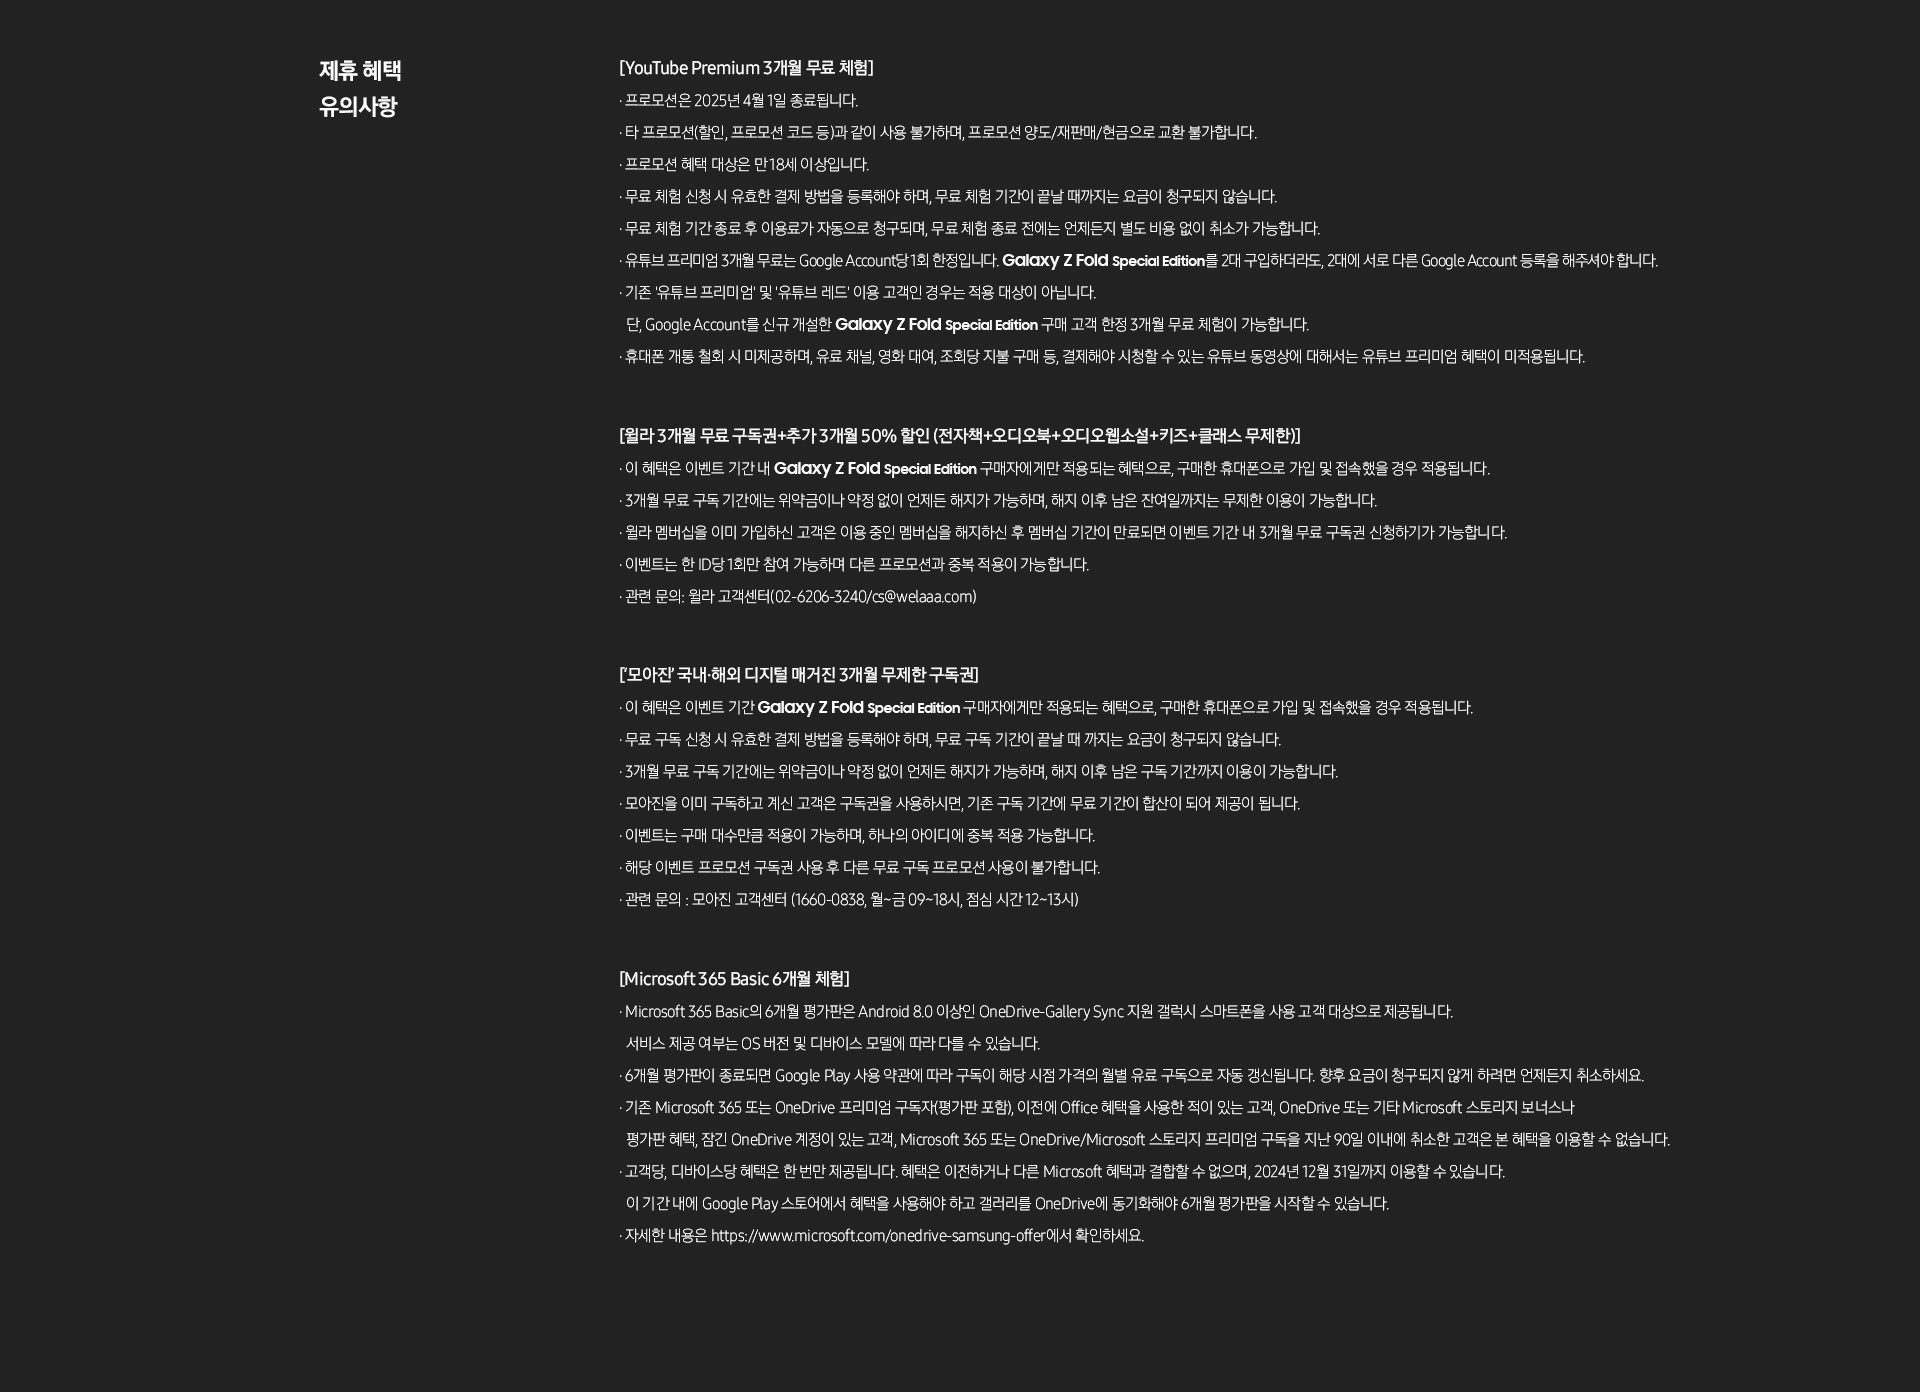 제휴 혜택
유의사항
[YouTube Premium 3개월 무료 체험]
· 프로모션은 2025년 4월 1일 종료됩니다.
· 타 프로모션(할인, 프로모션 코드 등)과 같이 사용 불가하며, 프로모션 양도/재판매/현금으로 교환 불가합니다.
· 프로모션 혜택 대상은 만 18세 이상입니다.
· 무료 체험 신청 시 유효한 결제 방법을 등록해야 하며, 무료 체험 기간이 끝날 때까지는 요금이 청구되지 않습니다.
· 무료 체험 기간 종료 후 이용료가 자동으로 청구되며, 무료 체험 종료 전에는 언제든지 별도 비용 없이 취소가 가능합니다.
· 유튜브 프리미엄 3개월 무료는 Google Account당 1회 한정입니다. Galaxy Z Fold Special Edition를 2대 구입하더라도, 2대에 서로 다른 Google Account 등록을 해주셔야 합니다.
· 기존 '유튜브 프리미엄' 및 '유튜브 레드' 이용 고객인 경우는 적용 대상이 아닙니다.
단, Google Account를 신규 개설한 Galaxy Z Fold Special Edition 구매 고객 한정 3개월 무료 체험이 가능합니다.
· 휴대폰 개통 철회 시 미제공하며, 유료 채널, 영화 대여, 조회당 지불 구매 등, 결제해야 시청할 수 있는 유튜브 동영상에 대해서는 유튜브 프리미엄 혜택이 미적용됩니다.
[윌라 3개월 무료 구독권+추가 3개월 50% 할인 (전자책+오디오북+오디오웹소설+키즈+클래스 무제한)]
· 이 혜택은 이벤트 기간 내 Galaxy Z Fold Special Edition 구매자에게만 적용되는 혜택으로, 구매한 휴대폰으로 가입 및 접속했을 경우 적용됩니다.
· 3개월 무료 구독 기간에는 위약금이나 약정 없이 언제든 해지가 가능하며, 해지 이후 남은 잔여일까지는 무제한 이용이 가능합니다.
· 윌라 멤버십을 이미 가입하신 고객은 이용 중인 멤버십을 해지하신 후 멤버십 기간이 만료되면 이벤트 기간 내 3개월 무료 구독권 신청하기가 가능합니다.
· 이벤트는 한 ID당 1회만 참여 가능하며 다른 프로모션과 중복 적용이 가능합니다.
· 관련 문의: 윌라 고객센터(02-6206-3240/cs@welaaa.com)
['모아진' 국내·해외 디지털 매거진 3개월 무제한 구독권]
· 이 혜택은 이벤트 기간 Galaxy Z Fold Special Edition 구매자에게만 적용되는 혜택으로, 구매한 휴대폰으로 가입 및 접속했을 경우 적용됩니다.
· 무료 구독 신청 시 유효한 결제 방법을 등록해야 하며, 무료 구독 기간이 끝날 때 까지는 요금이 청구되지 않습니다.
· 3개월 무료 구독 기간에는 위약금이나 약정 없이 언제든 해지가 가능하며, 해지 이후 남은 구독 기간까지 이용이 가능합니다.
· 모아진을 이미 구독하고 계신 고객은 구독권을 사용하시면, 기존 구독 기간에 무료 기간이 합산이 되어 제공이 됩니다.
· 이벤트는 구매 대수만큼 적용이 가능하며, 하나의 아이디에 중복 적용 가능합니다.
· 해당 이벤트 프로모션 구독권 사용 후 다른 무료 구독 프로모션 사용이 불가합니다.
· 관련 문의 : 모아진 고객센터 (1660-0838, 월~금 09~18시, 점심 시간 12~13시)
[Microsoft 365 Basic 6개월 체험]
· Microsoft 365 Basic의 6개월 평가판은 Android 8.0 이상인 OneDrive-Gallery Sync 지원 갤럭시 스마트폰을 사용 고객 대상으로 제공됩니다.
서비스 제공 여부는 OS 버전 및 디바이스 모델에 따라 다를 수 있습니다.
· 6개월 평가판이 종료되면 Google Play 사용 약관에 따라 구독이 해당 시점 가격의 월별 유료 구독으로 자동 갱신됩니다. 향후 요금이 청구되지 않게 하려면 언제든지 취소하세요.
· 기존 Microsoft 365 또는 OneDrive 프리미엄 구독자(평가판 포함), 이전에 Office 혜택을 사용한 적이 있는 고객, OneDrive 또는 기타 Microsoft 스토리지 보너스나
평가판 혜택, 잠긴 OneDrive 계정이 있는 고객, Microsoft 365 또는 OneDrive/Microsoft 스토리지 프리미엄 구독을 지난 90일 이내에 취소한 고객은 본 혜택을 이용할 수 없습니다.
· 고객당, 디바이스당 혜택은 한 번만 제공됩니다. 혜택은 이전하거나 다른 Microsoft 혜택과 결합할 수 없으며, 2024년 12월 31일까지 이용할 수 있습니다.
이 기간 내에 Google Play 스토어에서 혜택을 사용해야 하고 갤러리를 OneDrive에 동기화해야 6개월 평가판을 시작할 수 있습니다.
· 자세한 내용은 https://www.microsoft.com/onedrive-samsung-offer에서 확인하세요.